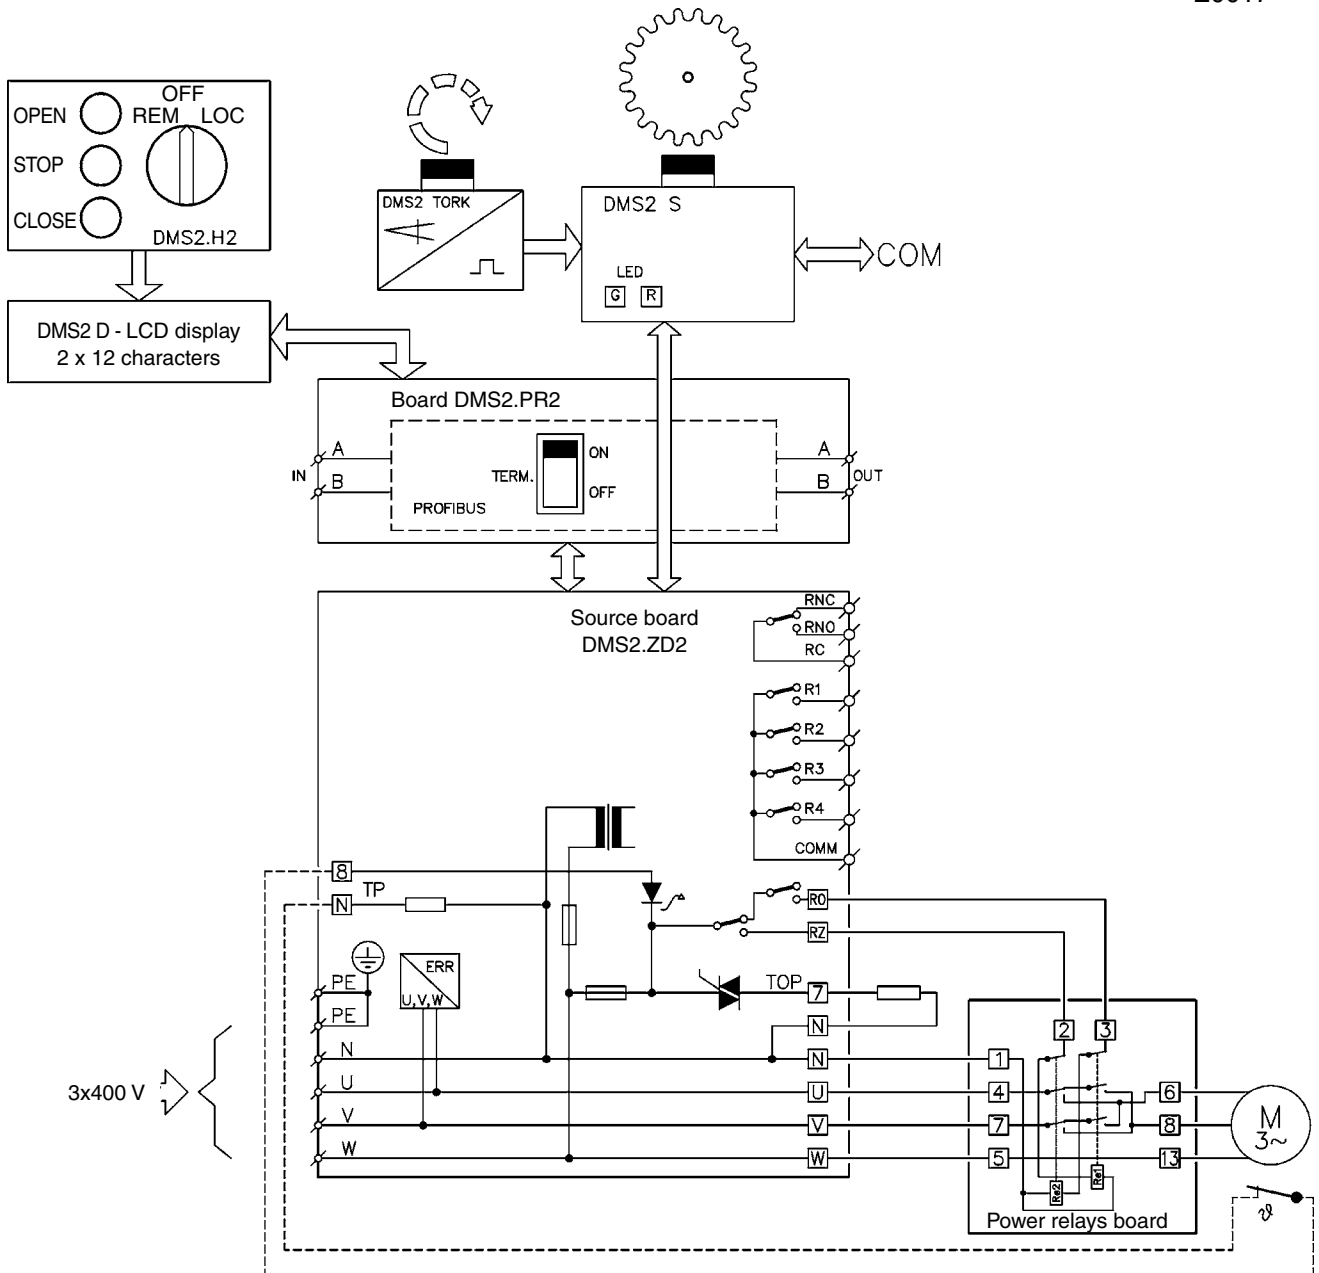 OFF
OPEN
REM
LOC
STOP
CLOSE
DMS2.H2
DMS2 TORK
DMS2 S
LED
G
R
COM
DMS2 D - LCD display
2 x 12 characters
Board DMS2.PR2
IN
A
B
TERM.
ON
OFF
PROFIBUS
A
B
OUT
Source board
DMS2.ZD2
RNC
RNO
RC
R1
R2
R3
R4
COMM
8
TP
N
RO
RZ
PE
ERR
U,V,W
TOP
7
PE
N
2
3
N
N
1
U
U
4
6
3x400 V
V
V
7
8
M
3~
W
W
5
13
Re2
Re1
Power relays board
ϑ